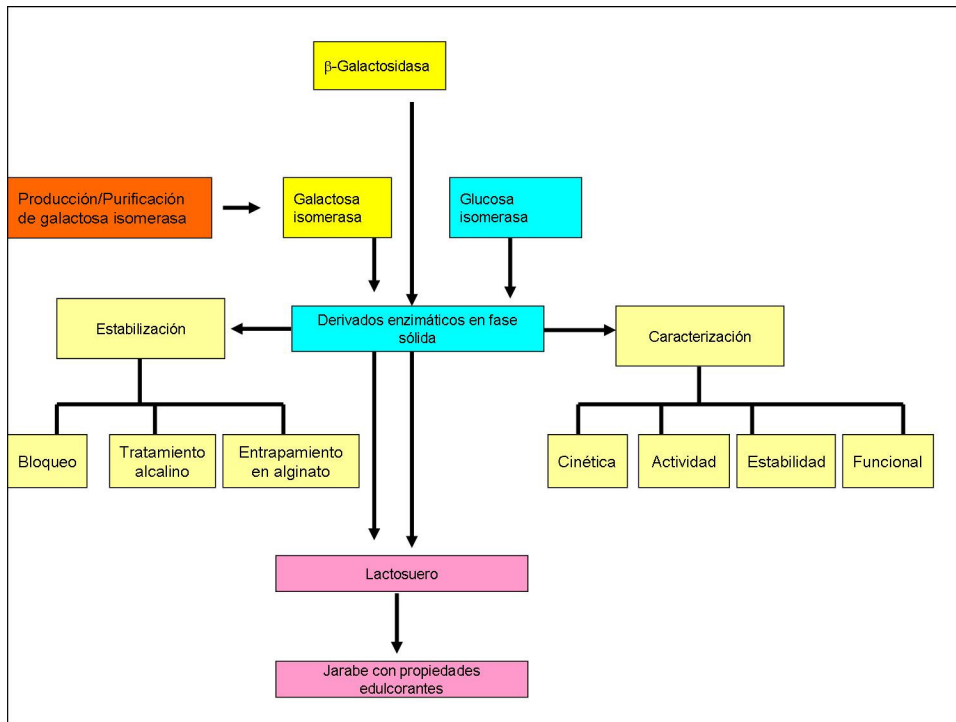 β-Galactosidasa
Producción/Purificación
de galactosa isomerasa
Galactosa
isomerasa
Glucosa
isomerasa
Estabilización
Derivados enzimáticos en fase
sólida
Caracterización
Bloqueo
Tratamiento
alcalino
Entrapamiento
en alginato
Cinética
Actividad
Estabilidad
Funcional
Lactosuero
Jarabe con propiedades
edulcorantes